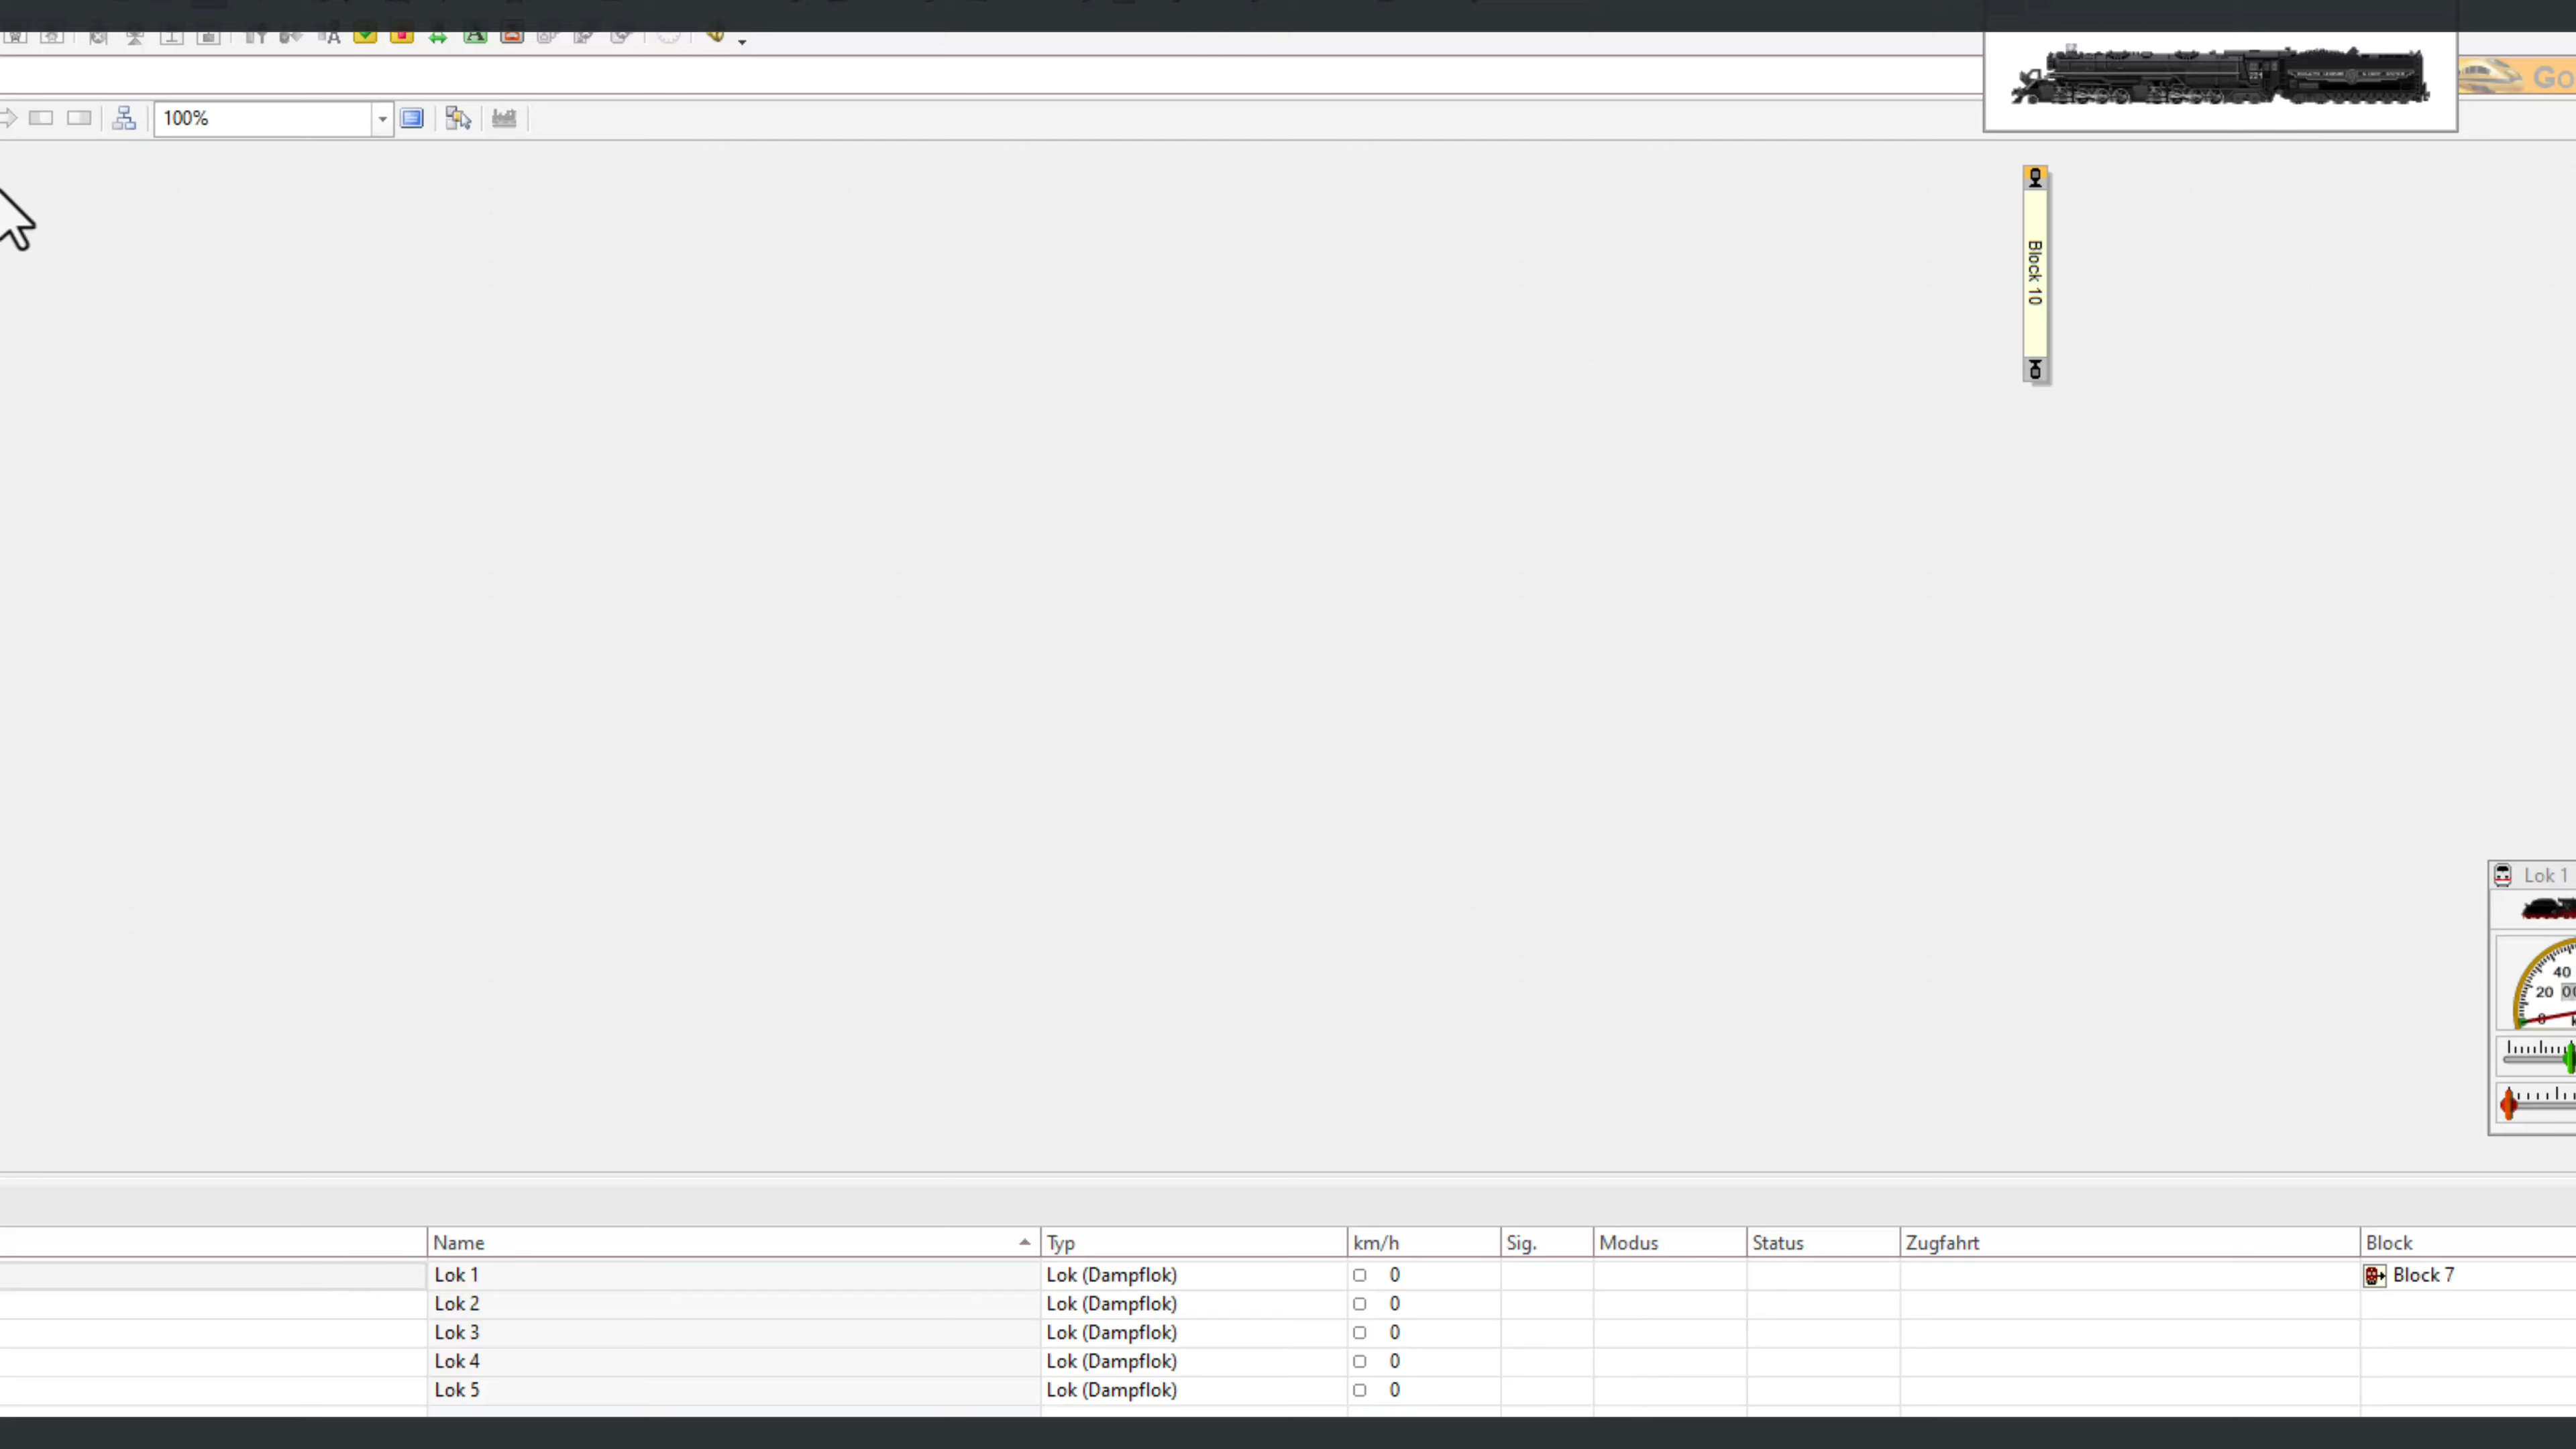 Go
100%
Block 10
Lok 1
40
20
0
Name Typ km/h Sig. Modus Status Zugfahrt Block
Lok 1 Lok (Dampflok) 0 Block 7
Lok 2 Lok (Dampflok) 0
Lok 3 Lok (Dampflok) 0
Lok 4 Lok (Dampflok) 0
Lok 5 Lok (Dampflok) 0